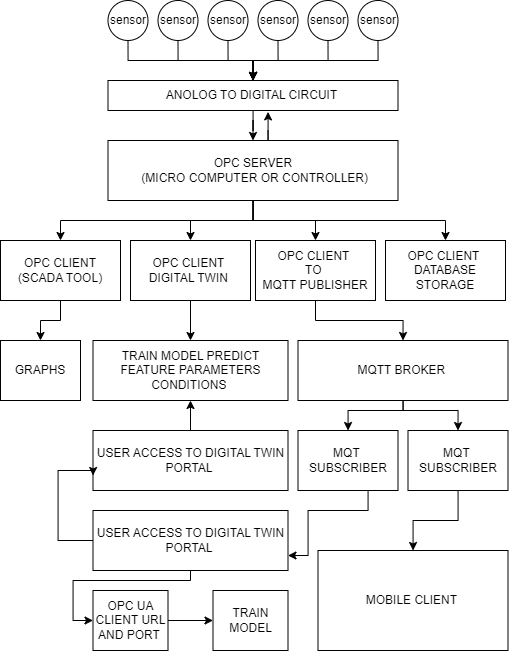 sensor sensor sensor sensor sensor sensor
ANOLOG TO DIGITAL CIRCUIT
OPC SERVER
(MICRO COMPUTER OR CONTROLLER)
OPC CLIENT
(SCADA TOOL)
OPC CLIENT
DIGITAL TWIN
OPC CLIENT
TO
MQTT PUBLISHER
OPC CLIENT
DATABASE
STORAGE
GRAPHS
TRAIN MODEL PREDICT
FEATURE PARAMETERS
CONDITIONS
MQTT BROKER
USER ACCESS TO DIGITAL TWIN
PORTAL
MQT
SUBSCRIBER
MQT
SUBSCRIBER
USER ACCESS TO DIGITAL TWIN
PORTAL
OPC UA
CLIENT URL
AND PORT
TRAIN
MODEL
MOBILE CLIENT